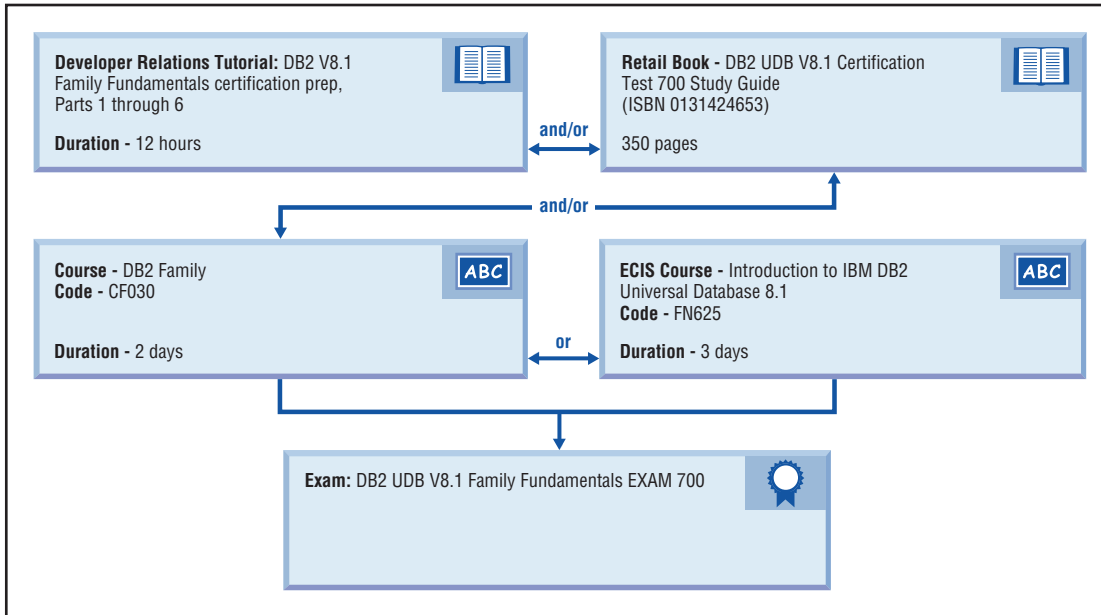 Developer Relations Tutorial: DB2 V8.1
Family Fundamentals certification prep,
Parts 1 through 6
Duration - 12 hours
and/or
Retail Book - DB2 UDB V8.1 Certification
Test 700 Study Guide
(ISBN 0131424653)
350 pages
and/or
Course - DB2 Family
Code - CF030
Duration - 2 days
ABC
or
ECIS Course - Introduction to IBM DB2
Universal Database 8.1
Code - FN625
Duration - 3 days
ABC
Exam: DB2 UDB V8.1 Family Fundamentals EXAM 700